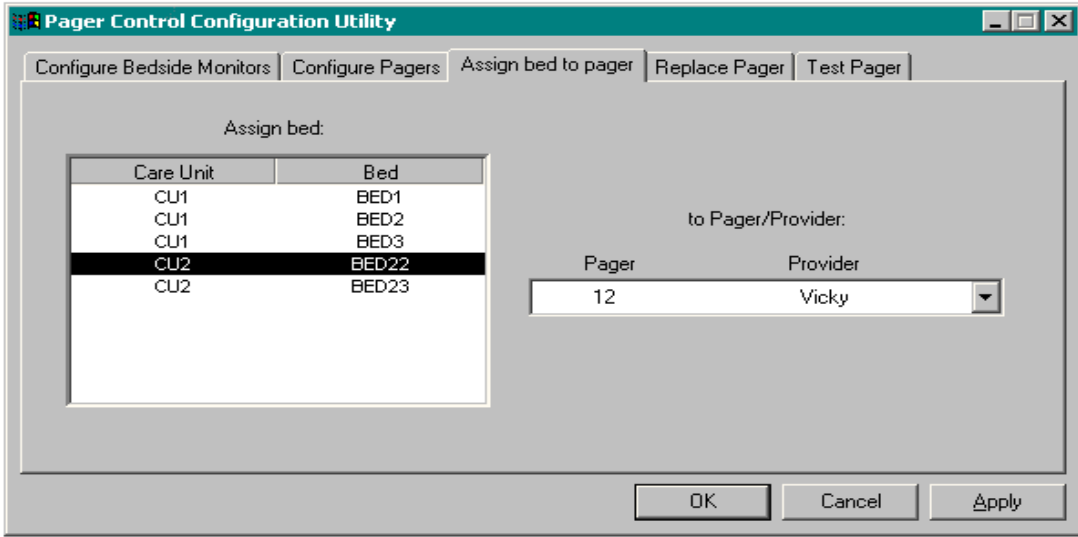 Pager Control Configuration Utility
Configure Bedside Monitors Configure Pagers Assign bed to pager Replace Pager Test Pager
Assign bed:
Care Unit Bed
CU1 BED1
CU1 BED2
CU1 BED3
CU2 BED22
CU2 BED23
to Pager/Provider:
Pager Provider
12 Vicky
OK Cancel Apply